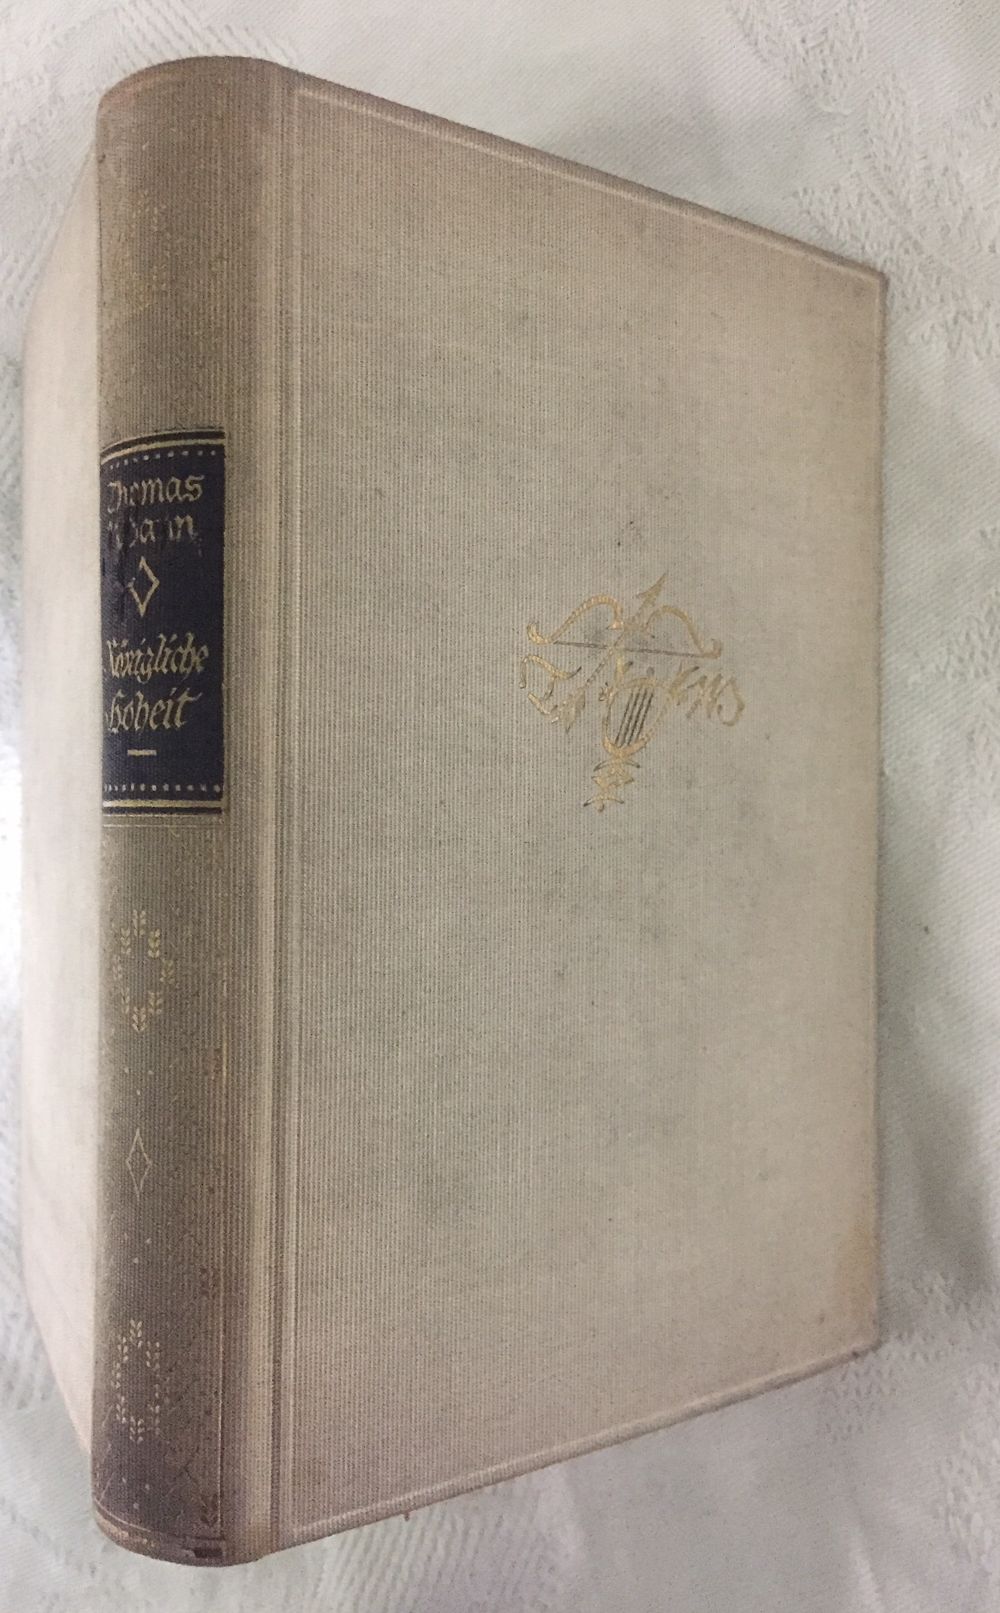 Thomas
Mann
Königliche
Hoheit